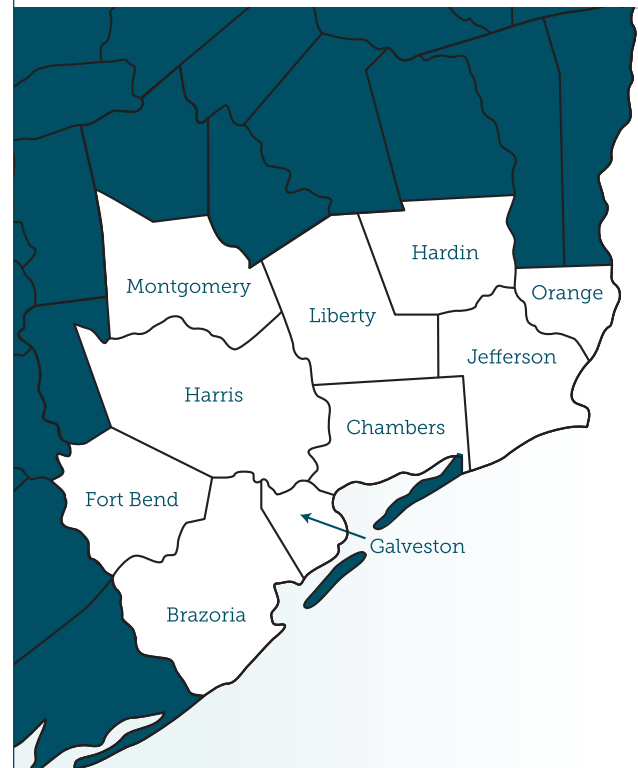 Hardin
Montgomery
Orange
Liberty
Jefferson
Harris
Chambers
Fort Bend
Galveston
Brazoria